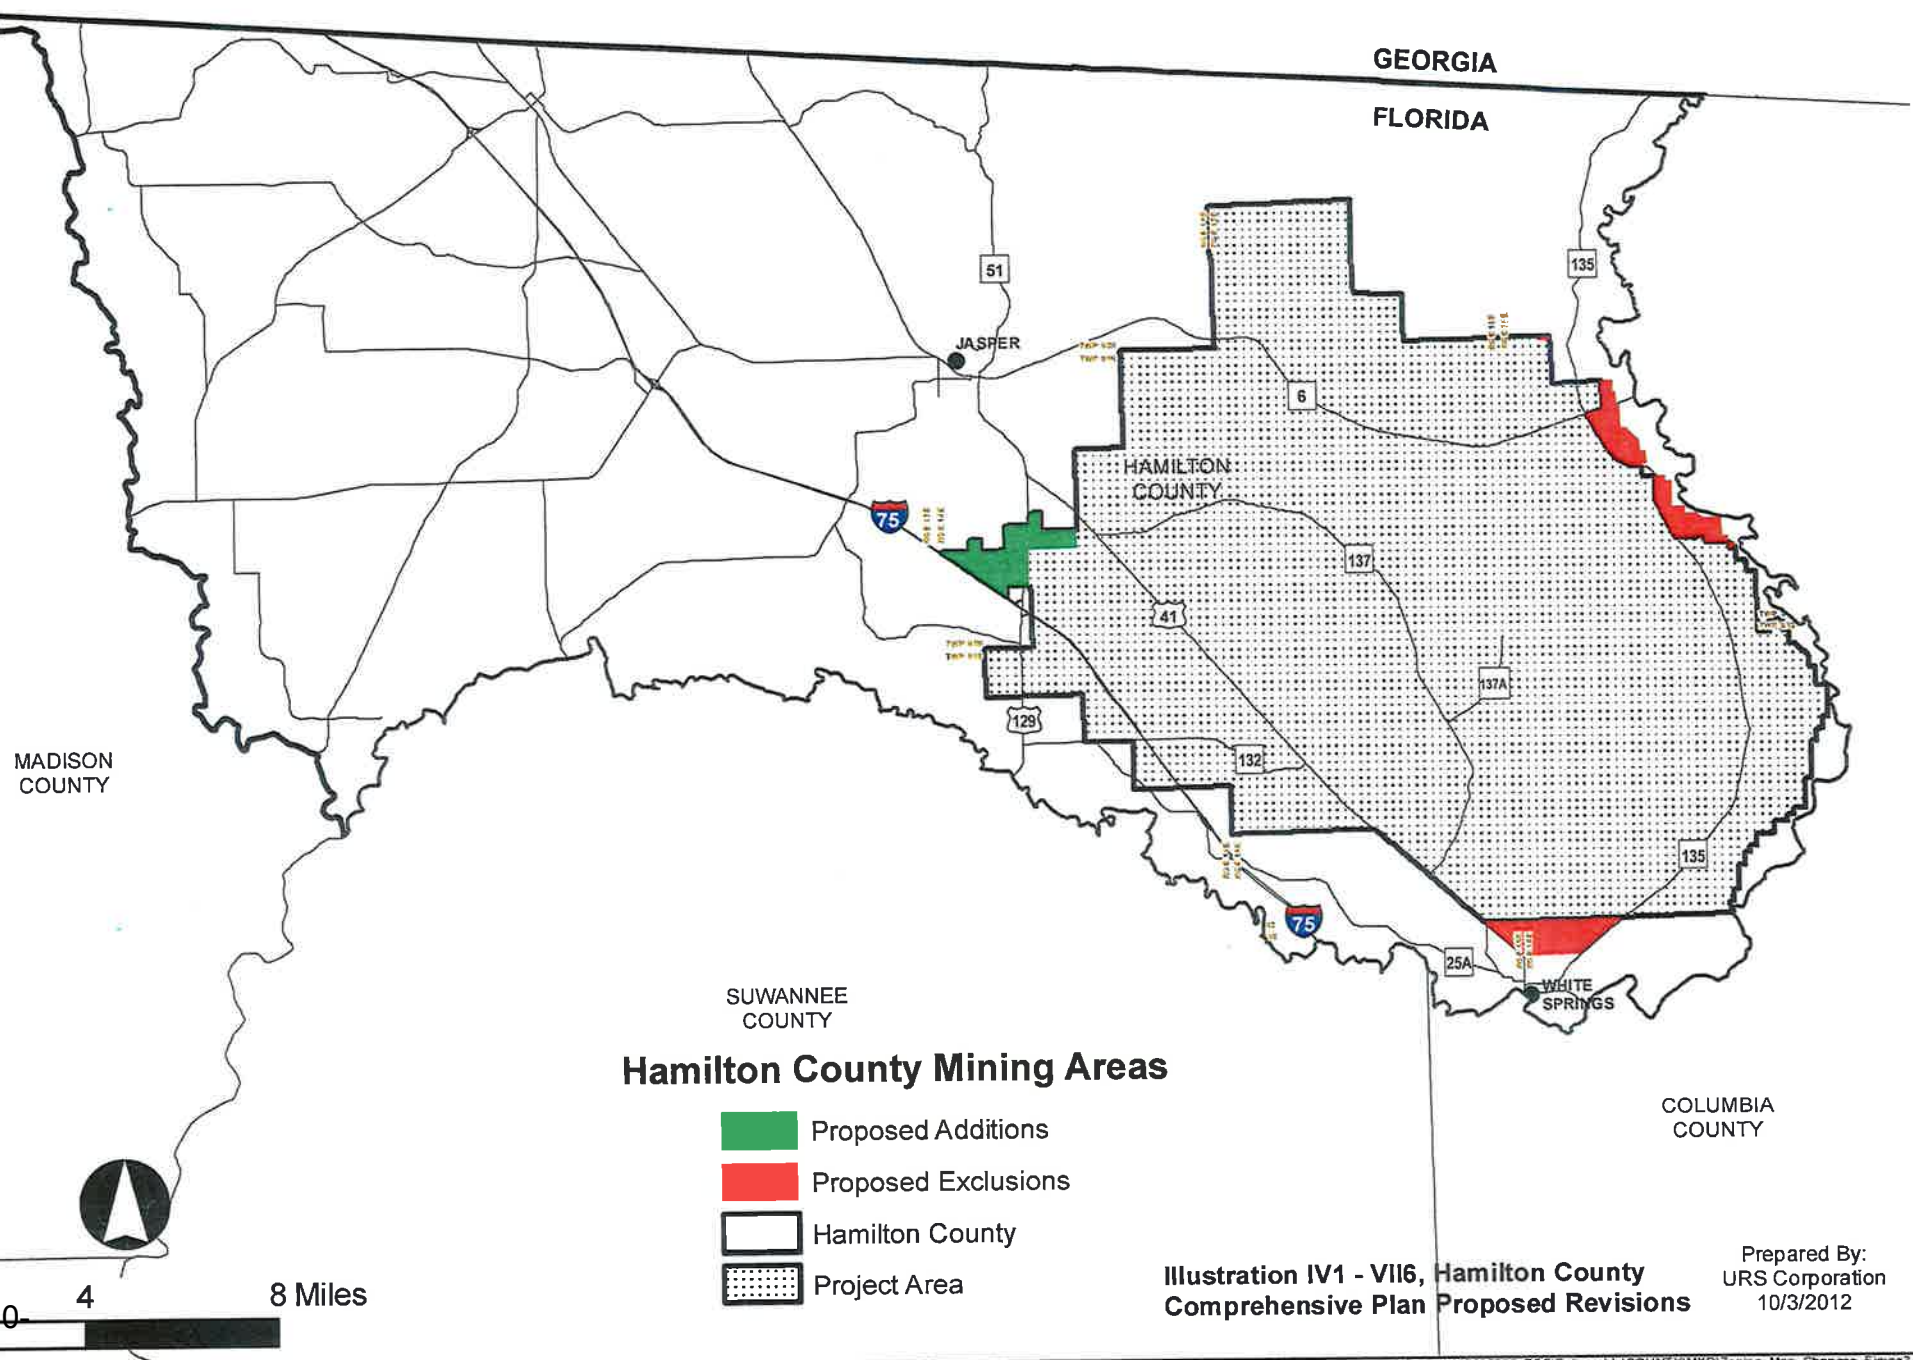 GEORGIA
FLORIDA
135
51
JASPER
6
HAMILTON
COUNTY
75
137
41
137A
129
132
MADISON
COUNTY
135
75
25A
WHITE
SPRINGS
SUWANNEE
COUNTY
Hamilton County Mining Areas
Proposed Additions
Proposed Exclusions
Hamilton County
Project Area
COLUMBIA
COUNTY
4
8 Miles
0
Illustration IV1 - VII6, Hamilton County
Comprehensive Plan Proposed Revisions
Prepared By:
URS Corporation
10/3/2012